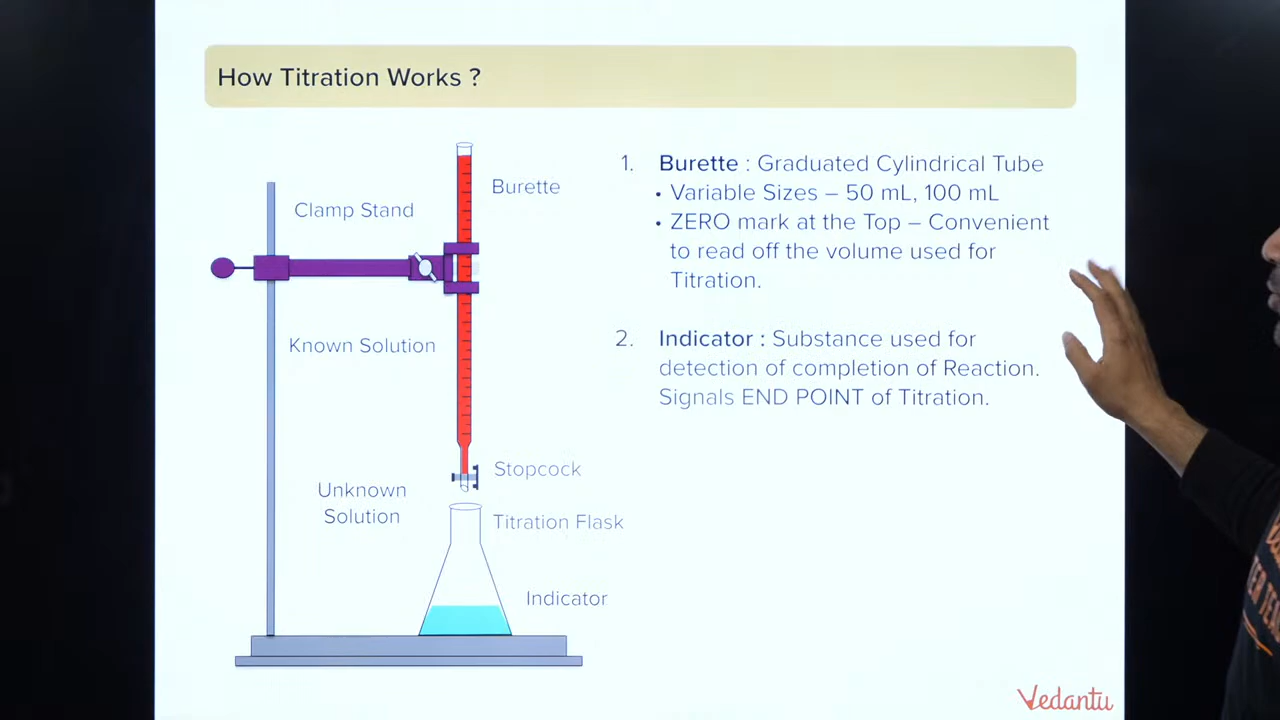 How Titration Works ?
Burette
Clamp Stand
Known Solution
Stopcock
Unknown
Solution
Titration Flask
Indicator
1. Burette : Graduated Cylindrical Tube
• Variable Sizes – 50 mL, 100 mL
• ZERO mark at the Top – Convenient
to read off the volume used for
Titration.
2. Indicator : Substance used for
detection of completion of Reaction.
Signals END POINT of Titration.
Vedantu